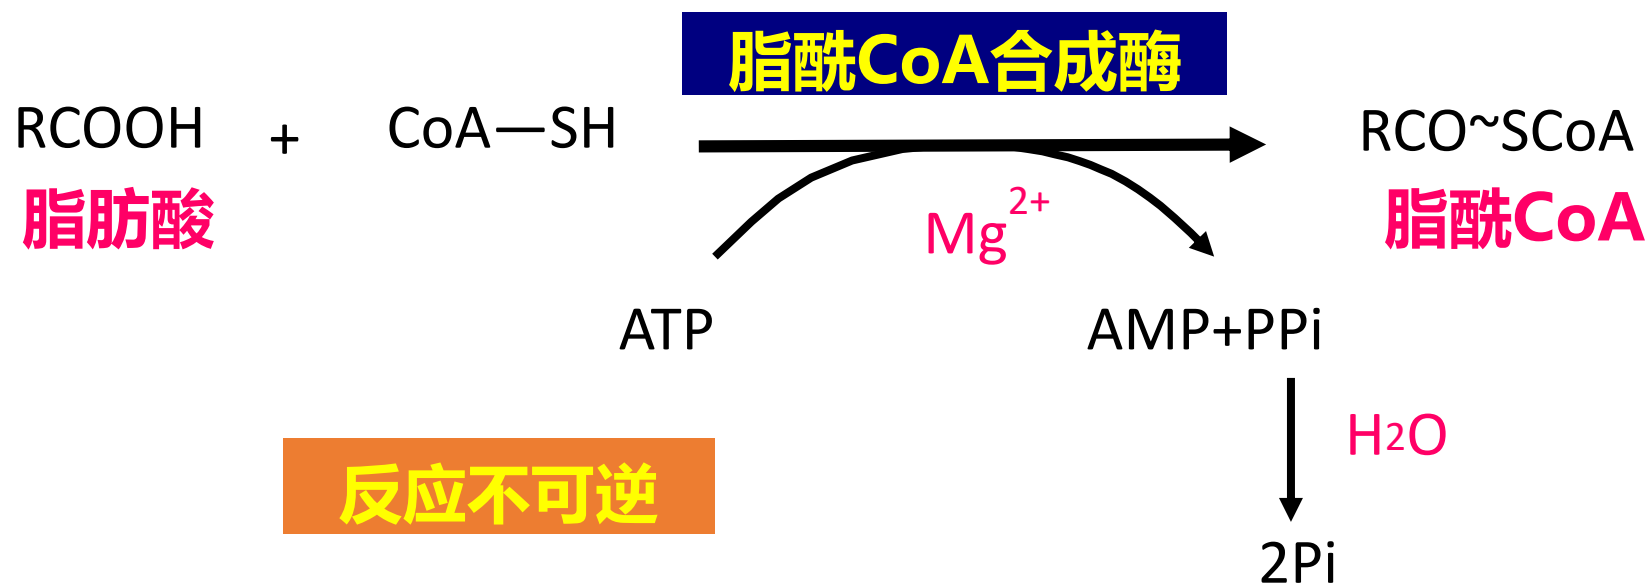 脂酰CoA合成酶
RCOOH + CoA—SH RCO~SCoA
脂肪酸 Mg2+ 脂酰CoA
ATP AMP+PPi
H2O
反应不可逆
2Pi